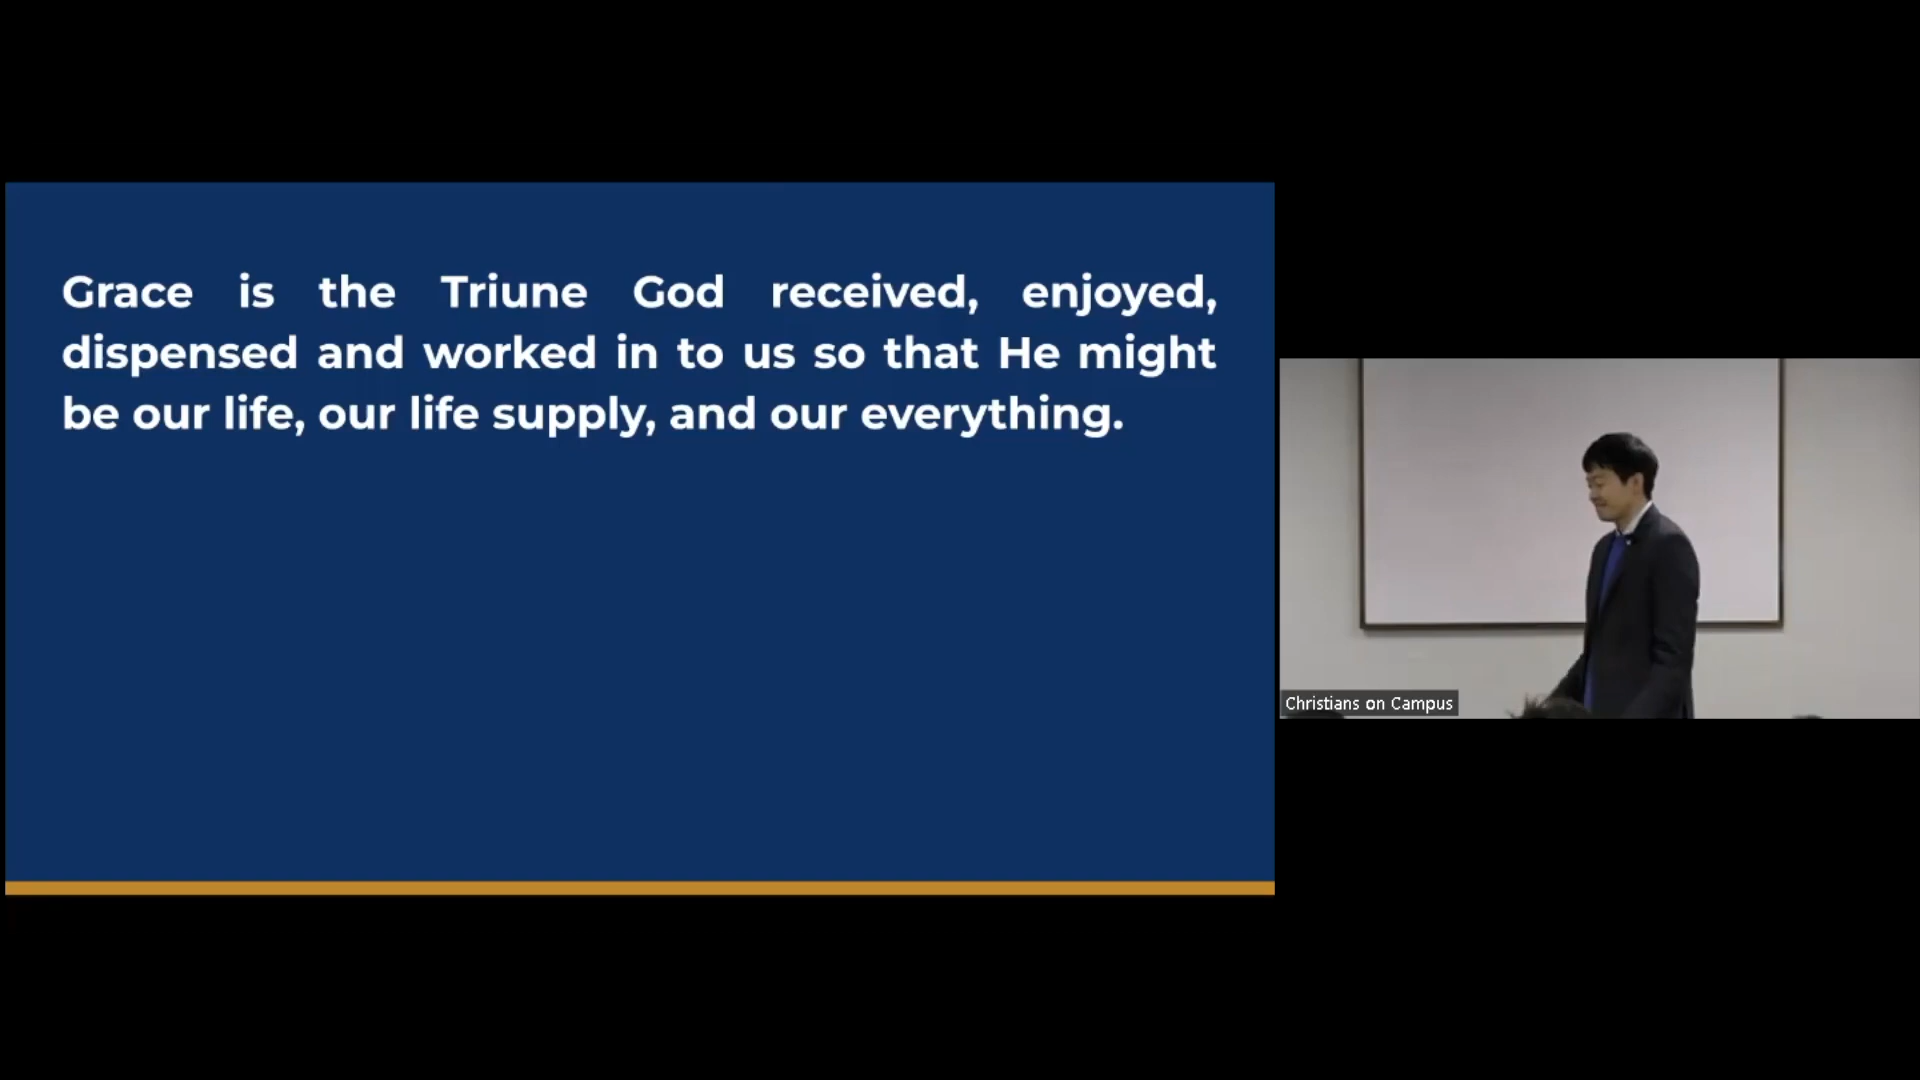 Grace is the Triune God received, enjoyed,
dispensed and worked in to us so that He might
be our life, our life supply, and our everything.
Christians on Campus